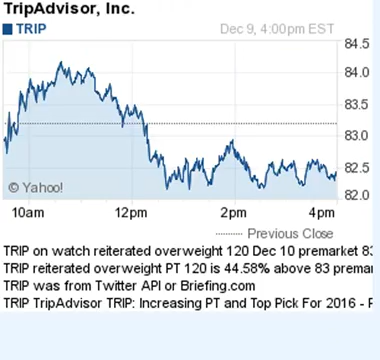 TripAdvisor, Inc.
TRIP Dec 9, 4:00pm EST
84.5
84.0
83.5
83.0
82.5
82.0
© Yahoo!
10am 12pm 2pm 4pm
Previous Close
TRIP on watch reiterated overweight 120 Dec 10 premarket 83
TRIP reiterated overweight PT 120 is 44.58% above 83 premar
TRIP was from Twitter API or Briefing.com
TRIP TripAdvisor TRIP: Increasing PT and Top Pick For 2016 -